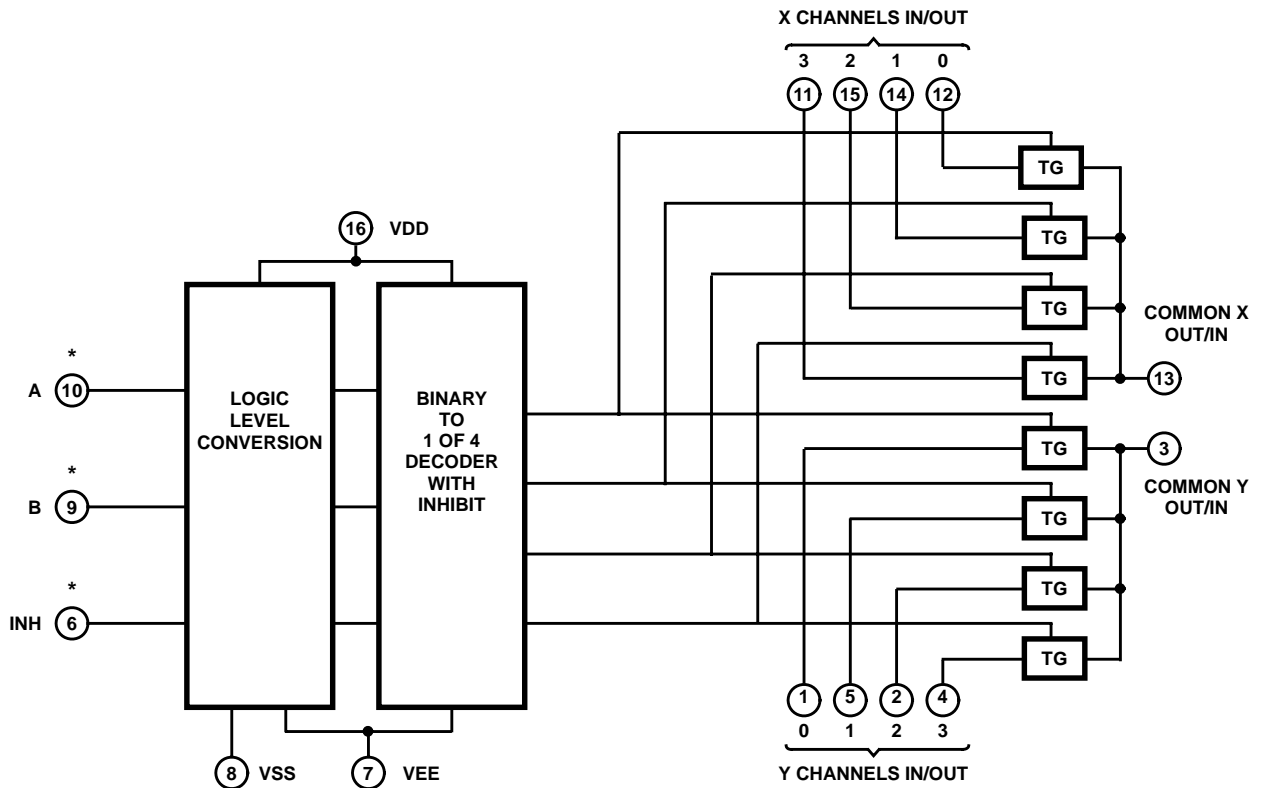 X CHANNELS IN/OUT
3 2 1 0
11 15 14 12
TG
16 VDD
TG
TG
COMMON X
OUT/IN
*
A 10
LOGIC
LEVEL
CONVERSION
BINARY
TO
1 OF 4
DECODER
WITH
INHIBIT
TG
13
TG
3
COMMON Y
OUT/IN
*
B 9
TG
*
INH 6
TG
TG
1 5 2 4
0 1 2 3
8 VSS
7 VEE
Y CHANNELS IN/OUT